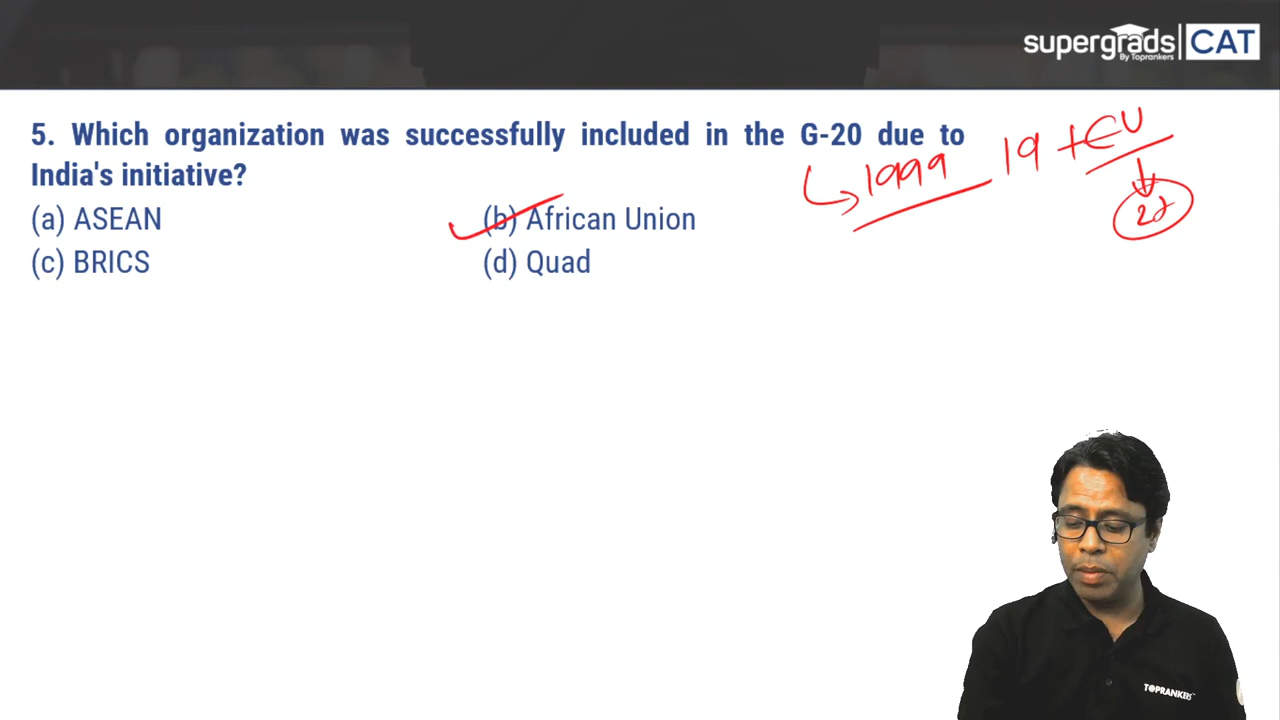 supergrads CAT
By Toprankers
5. Which organization was successfully included in the G-20 due to
India's initiative?
(a) ASEAN
(b) African Union
(c) BRICS
(d) Quad
1999 19 + EU
TOPRANKERS